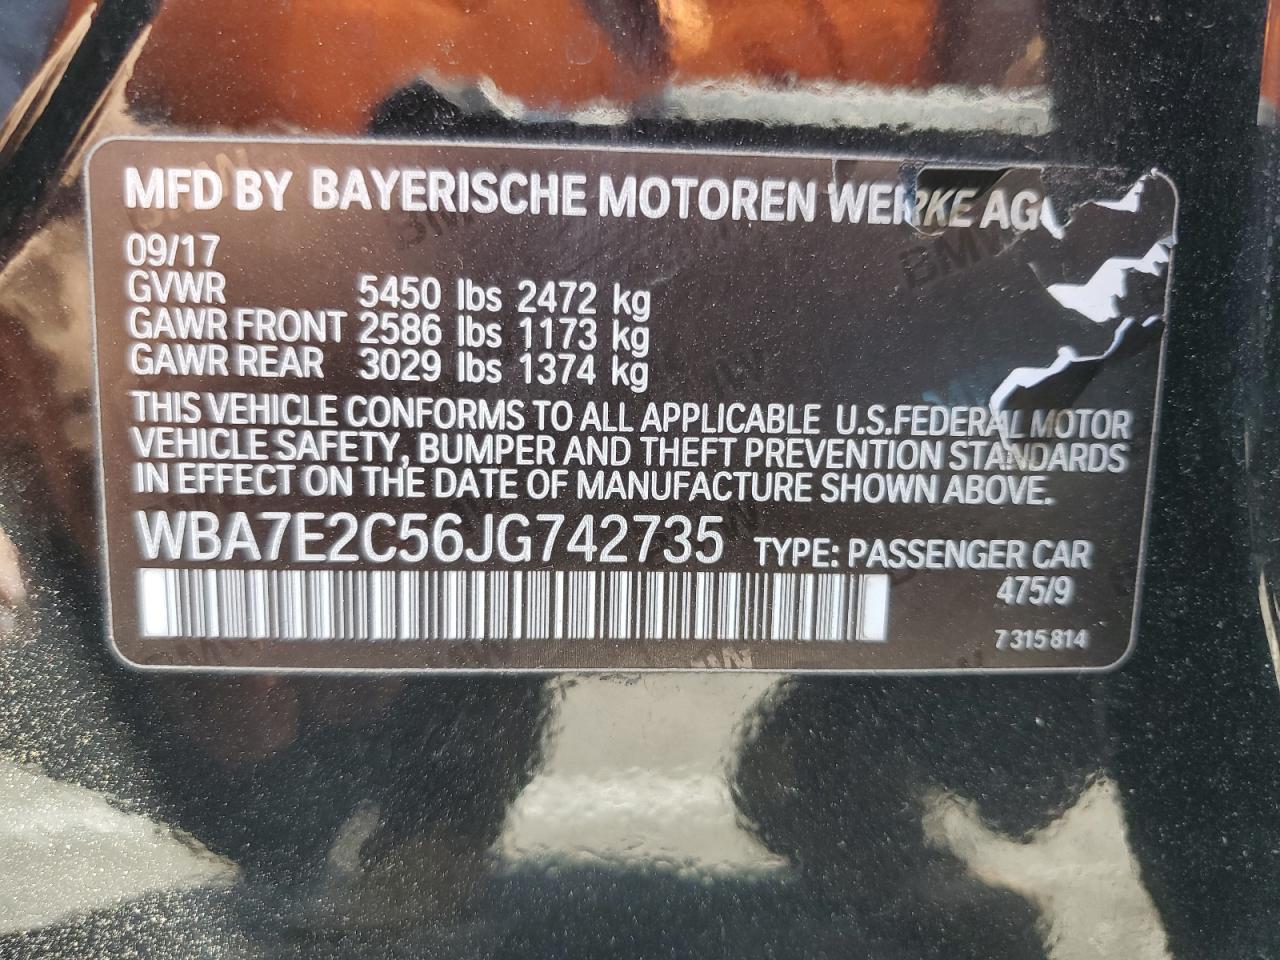 MFD BY BAYERISCHE MOTOREN WERKE AG
09/17
GVWR 5450 lbs 2472 kg
GAWR FRONT 2586 lbs 1173 kg
GAWR REAR 3029 lbs 1374 kg
THIS VEHICLE CONFORMS TO ALL APPLICABLE U.S.FEDERAL MOTOR
VEHICLE SAFETY, BUMPER AND THEFT PREVENTION STANDARDS
IN EFFECT ON THE DATE OF MANUFACTURE SHOWN ABOVE.
WBA7E2C56JG742735 TYPE: PASSENGER CAR
475/9
7 315 814